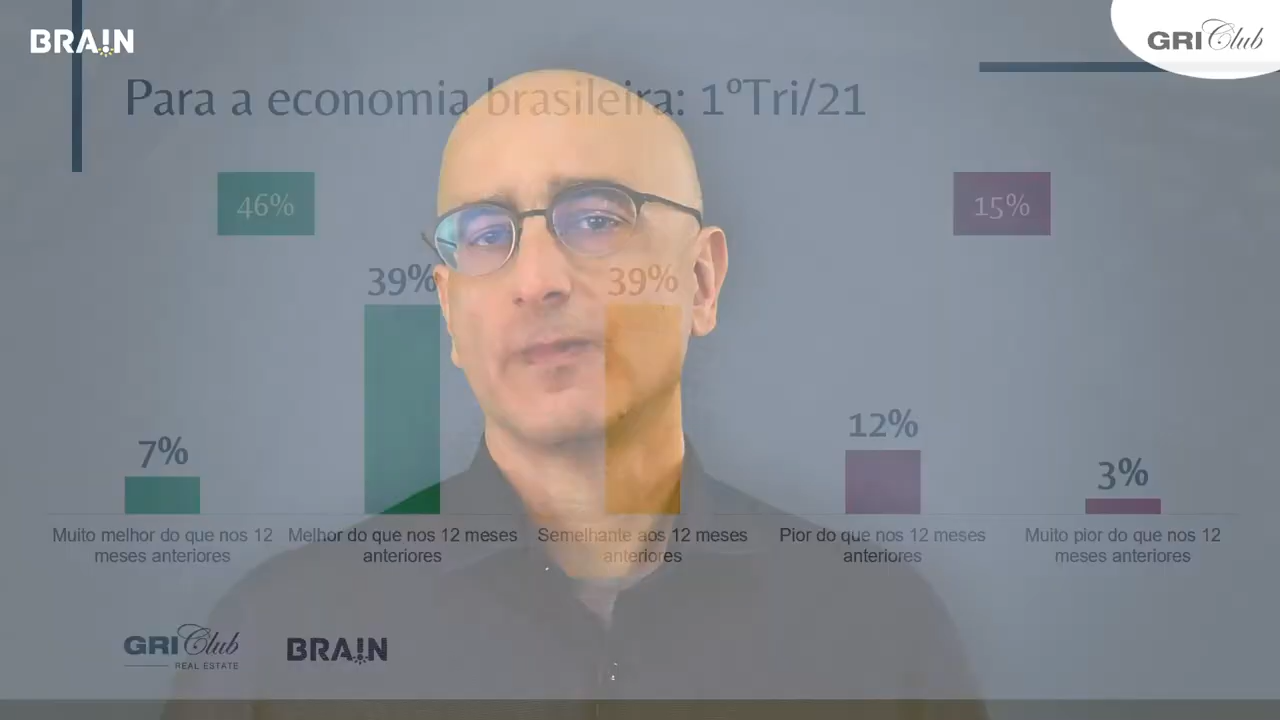 BRA!N
GRI Club
Para a economia brasileira: 1ºTri/21
46%
15%
39%
39%
7%
12%
3%
Muito melhor do que nos 12
meses anteriores
Melhor do que nos 12 meses
anteriores
Semelhante aos 12 meses
anteriores
Pior do que nos 12 meses
anteriores
Muito pior do que nos 12
meses anteriores
GRI Club
REAL ESTATE
BRA!N